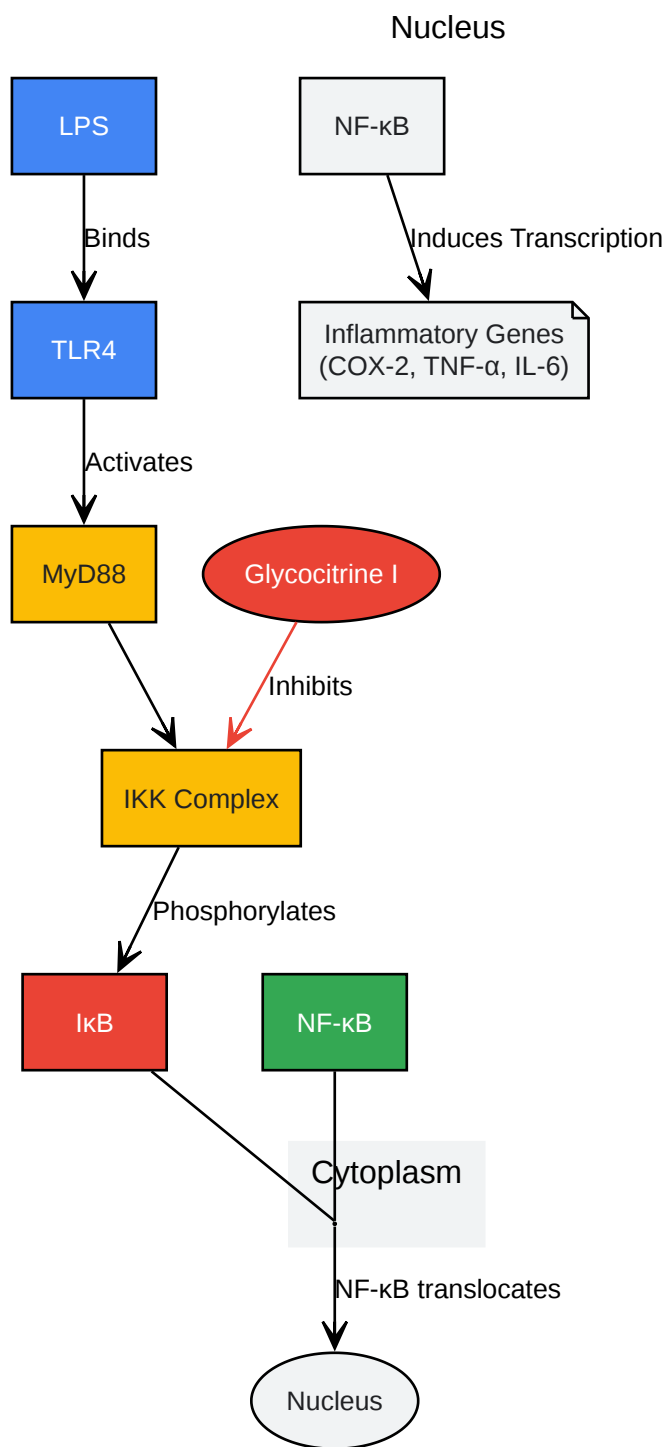 Nucleus
LPS
NF-κB
Binds
Induces Transcription
TLR4
Inflammatory Genes
(COX-2, TNF-α, IL-6)
Activates
MyD88
Glycocitrine I
Inhibits
IKK Complex
Phosphorylates
IκB
NF-κB
Cytoplasm
NF-κB translocates
Nucleus